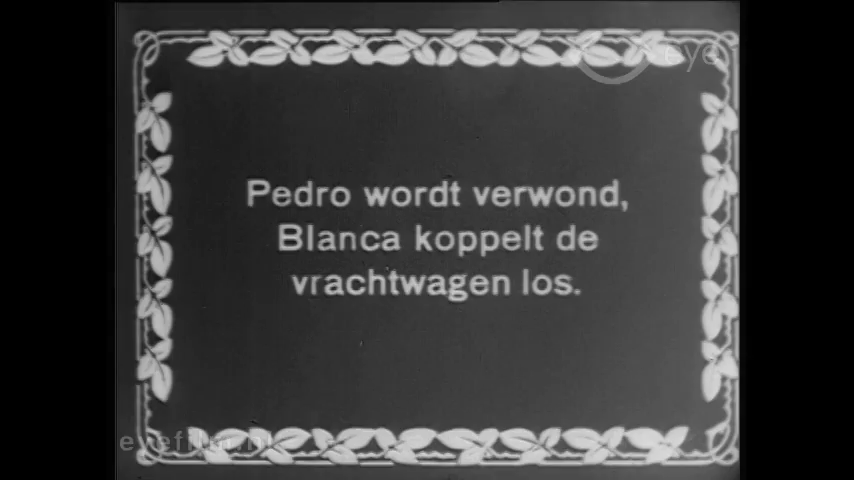 eye
Pedro wordt verwond,
Blanca koppelt de
vrachtwagen los.
eyefilm.nl